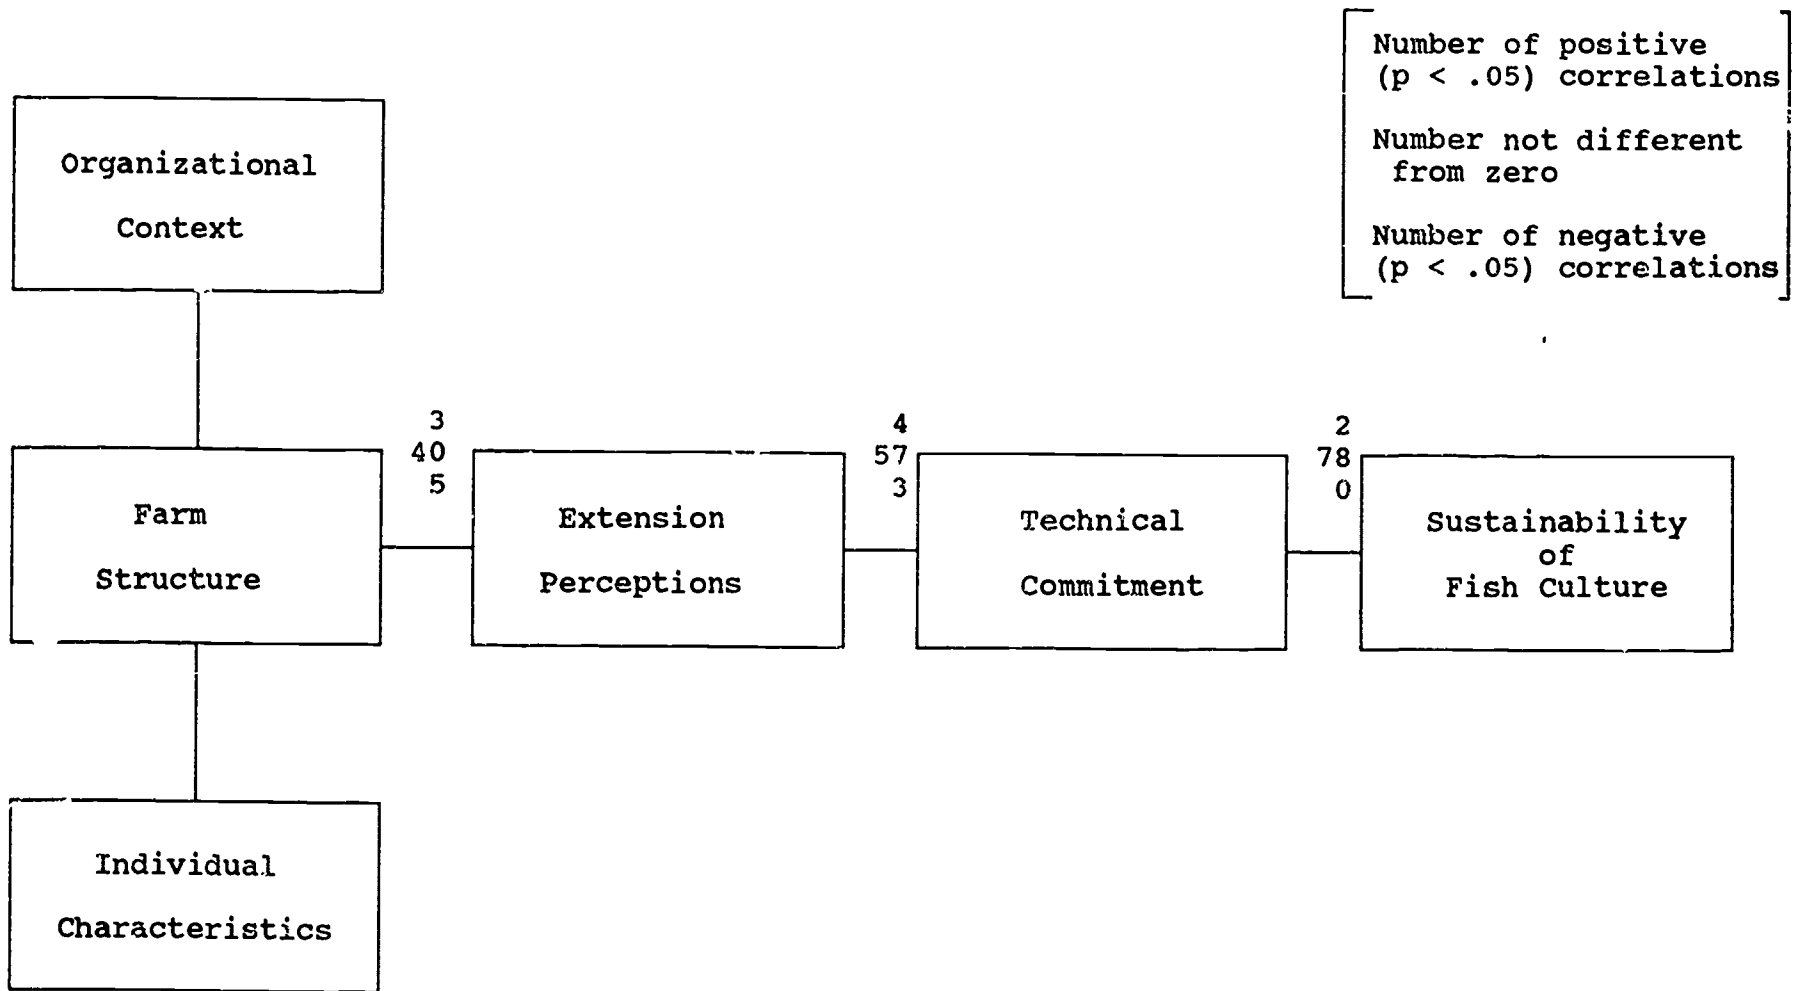 Number of positive
(p < .05) correlations
Number not different
from zero
Number of negative
(p < .05) correlations
Organizational
Context
3
40
5
4
57
3
2
78
0
Farm
Structure
Extension
Perceptions
Technical
Commitment
Sustainability
of
Fish Culture
Individual
Characteristics